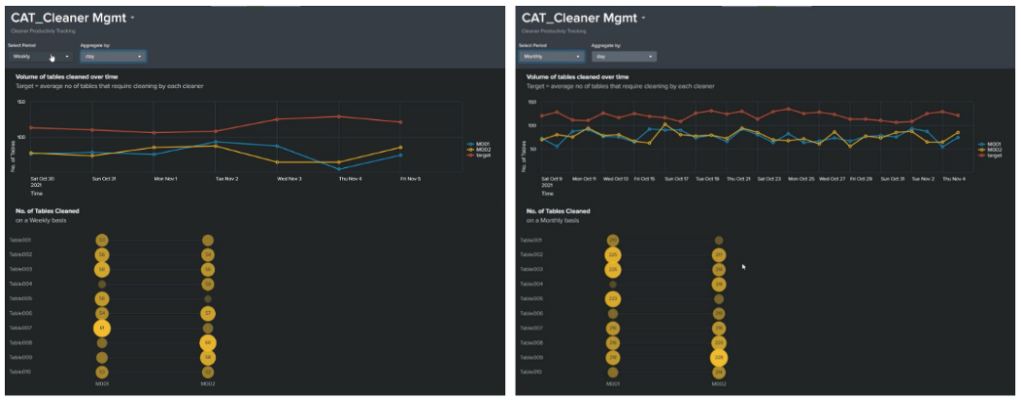 CAT_Cleaner Mgmt
Cleaner Productivity Tracking
Select Period
Aggregate by:
Weekly
day
Volume of tables cleaned over time
Target = average no of tables that require cleaning by each cleaner
150
100
No. of Tables
M001
M002
target
Sat Oct 30
2021
Sun Oct 31
Mon Nov 1
Tue Nov 2
Wed Nov 3
Thu Nov 4
Fri Nov 5
Time
No. of Tables Cleaned
on a Weekly basis
Table001
Table002
Table003
Table004
Table005
Table006
Table007
61
Table008
Table009
Table010
M001
M002
CAT_Cleaner Mgmt
Cleaner Productivity Tracking
Select Period
Aggregate by:
Monthly
day
Volume of tables cleaned over time
Target = average no of tables that require cleaning by each cleaner
150
100
50
No. of Tables
M001
M002
target
Sat Oct 9
2021
Mon Oct 11
Wed Oct 13
Fri Oct 15
Sun Oct 17
Tue Oct 19
Thu Oct 21
Sat Oct 23
Mon Oct 25
Wed Oct 27
Fri Oct 29
Sun Oct 31
Tue Nov 2
Thu Nov 4
Time
No. of Tables Cleaned
on a Monthly basis
Table001
Table002
Table003
Table004
Table005
Table006
Table007
Table008
Table009
Table010
M001
M002